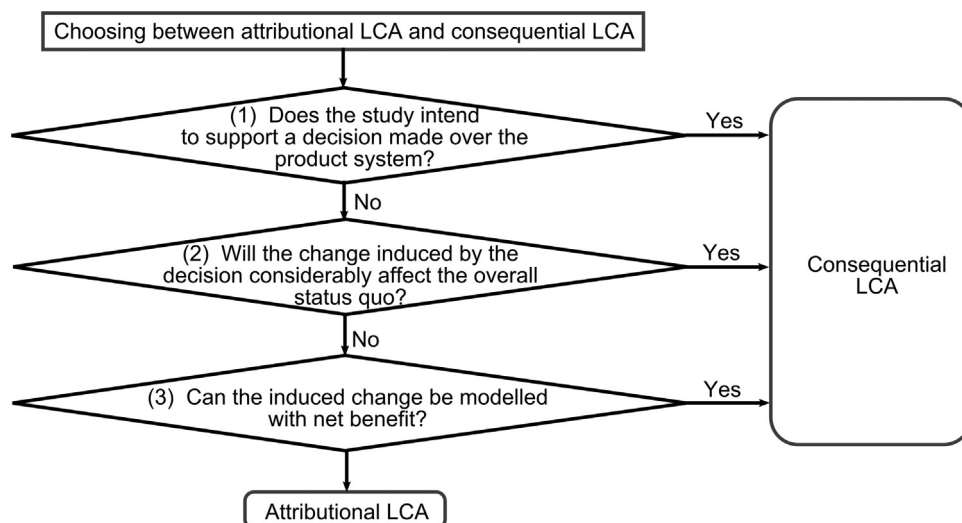 Choosing between attributional LCA and consequential LCA
(1) Does the study intend
to support a decision made over the
product system?
Yes
No
(2) Will the change induced by the
decision considerably affect the overall
status quo?
Yes
Consequential
LCA
No
(3) Can the induced change be modelled
with net benefit?
Yes
Attributional LCA